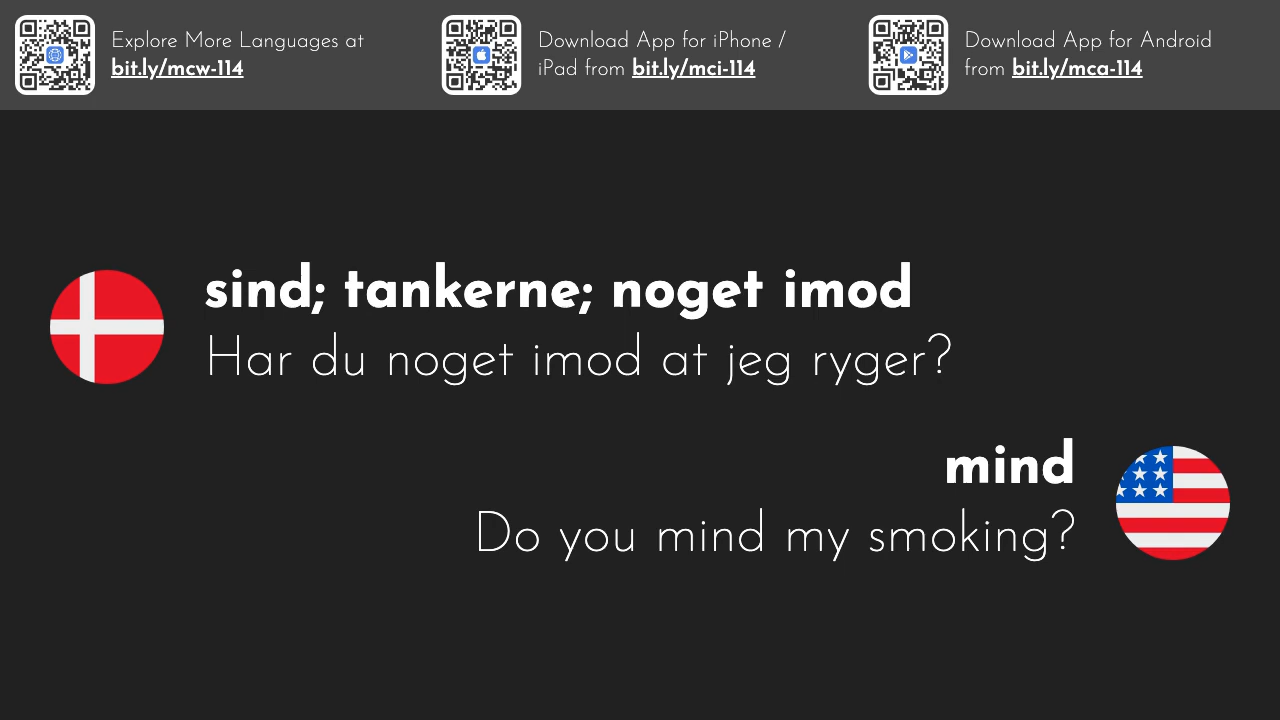 Explore More Languages at
bit.ly/mcw-114
Download App for iPhone /
iPad from bit.ly/mci-114
Download App for Android
from bit.ly/mca-114
sind; tankerne; noget imod
Har du noget imod at jeg ryger?
mind
Do you mind my smoking?